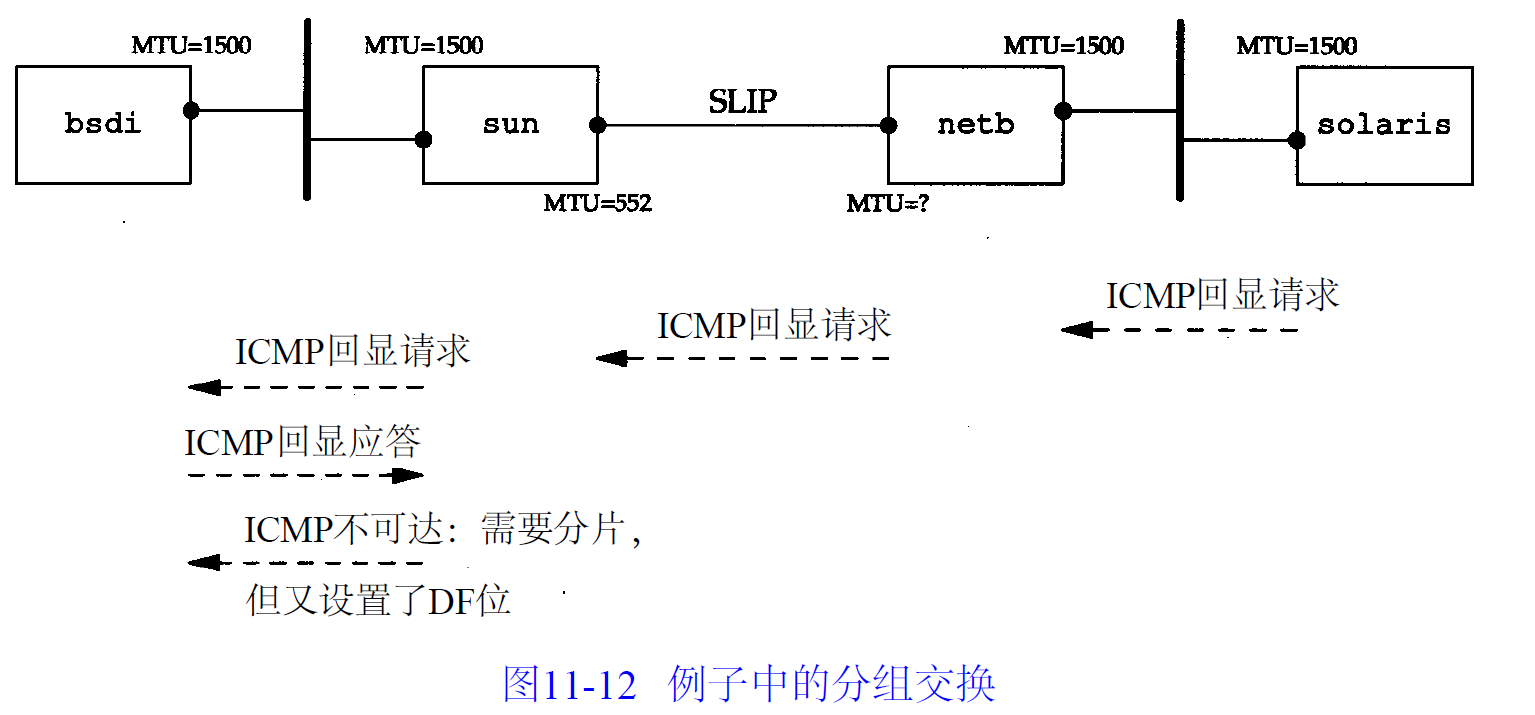 MTU=1500
MTU=1500
MTU=1500
MTU=1500
bsdi
sun
SLIP
netb
solaris
MTU=552
MTU=?
ICMP回显请求
ICMP回显请求
ICMP回显请求
ICMP回显应答
ICMP不可达：需要分片，
但又设置了DF位
图11-12 例子中的分组交换